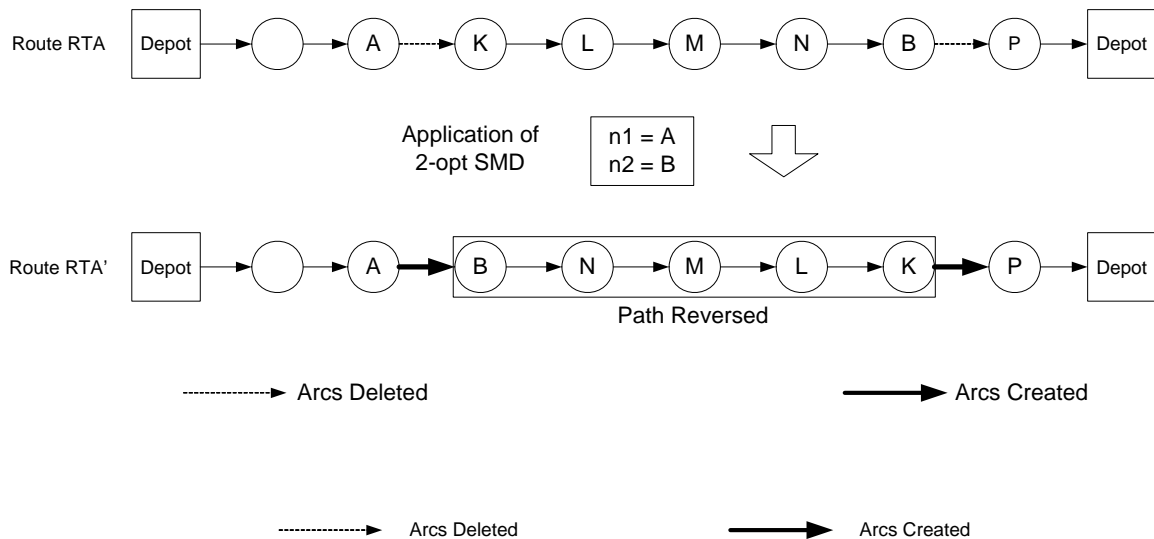 Route RTA Depot A K L M N B P Depot
Application of
2-opt SMD
n1 = A
n2 = B
Route RTA’ Depot A B N M L K P Depot
Path Reversed
Arcs Deleted Arcs Created
Arcs Deleted Arcs Created